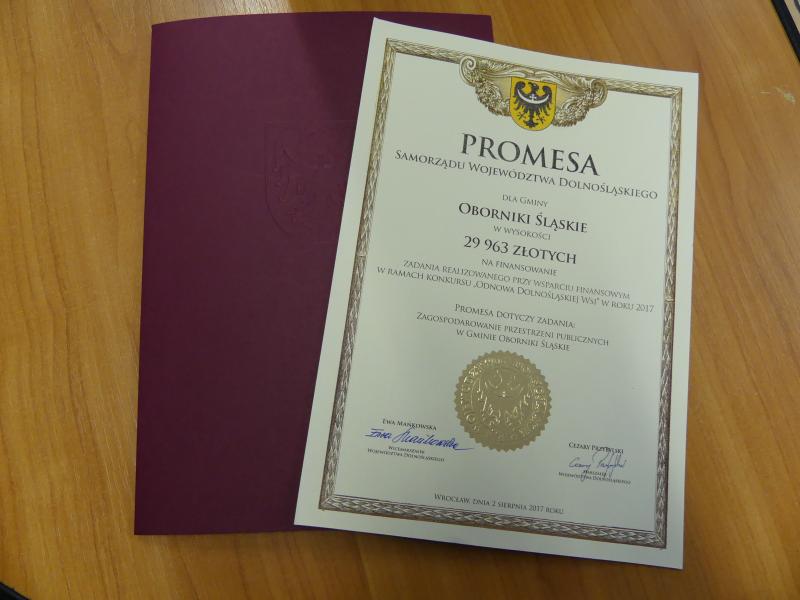 PROMESA
SAMORZĄDU WOJEWÓDZTWA DOLNOŚLĄSKIEGO
DLA GMINY
OBORNIKI ŚLĄSKIE
W WYSOKOŚCI
29 963 ZŁOTYCH
NA FINANSOWANIE
ZADANIA REALIZOWANEGO PRZY WSPARCIU FINANSOWYM
W RAMACH KONKURSU „ODNOWA DOLNOŚLĄSKIEJ WSI" W ROKU 2017
PROMESA DOTYCZY ZADANIA:
ZAGOSPODAROWANIE PRZESTRZENI PUBLICZNYCH
W GMINIE OBORNIKI ŚLĄSKIE
EWA MAŃKOWSKA
Ewa Mańkowska
WICEMARSZAŁEK
WOJEWÓDZTWA DOLNOŚLĄSKIEGO
CEZARY PRZYBYLSKI
MARSZAŁEK
WOJEWÓDZTWA DOLNOŚLĄSKIEGO
WROCŁAW, DNIA 2 SIERPNIA 2017 ROKU